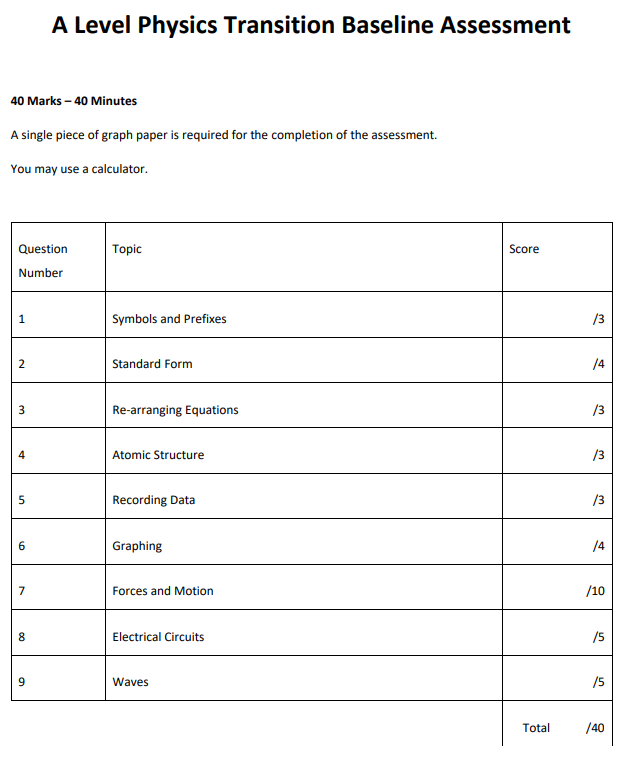 A Level Physics Transition Baseline Assessment
40 Marks – 40 Minutes
A single piece of graph paper is required for the completion of the assessment.
You may use a calculator.
Question Number Topic Score
1 Symbols and Prefixes /3
2 Standard Form /4
3 Re-arranging Equations /3
4 Atomic Structure /3
5 Recording Data /3
6 Graphing /4
7 Forces and Motion /10
8 Electrical Circuits /5
9 Waves /5
Total /40